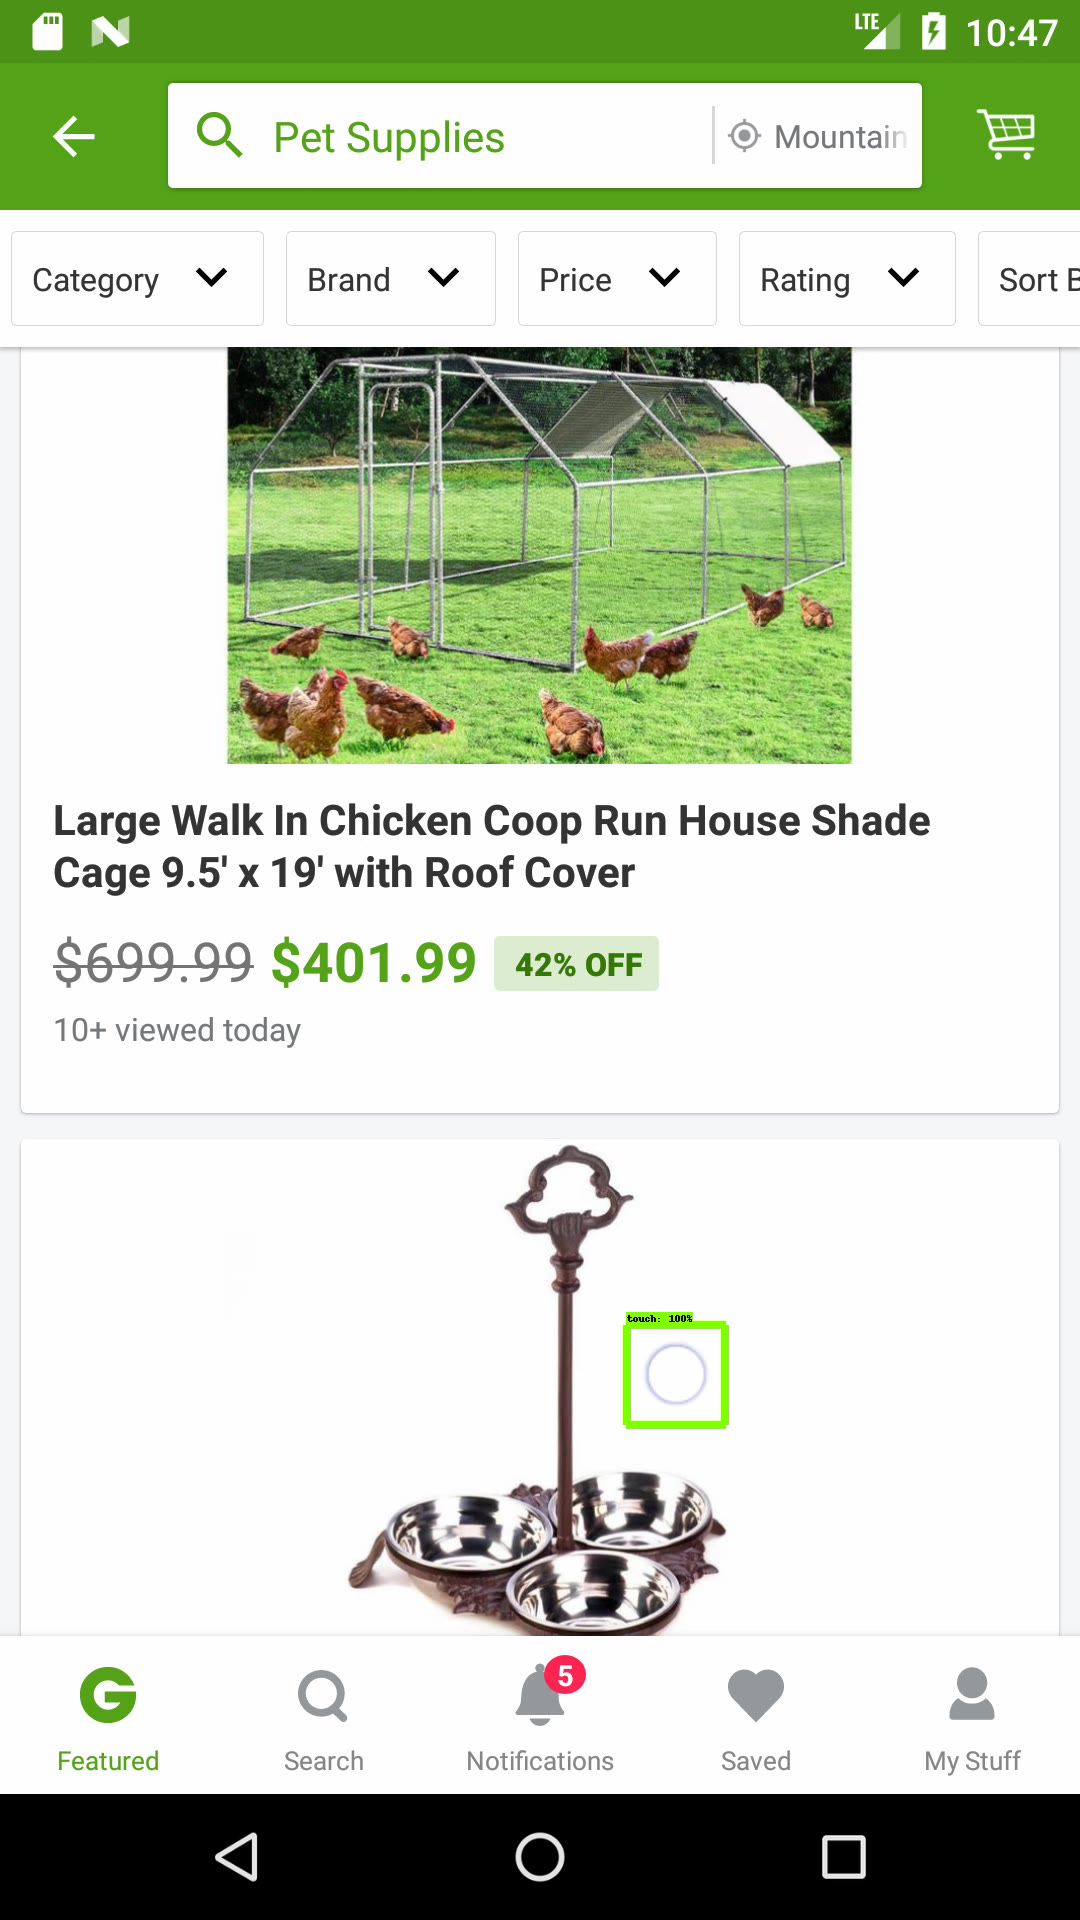 LTE 10:47
Pet Supplies Mountain
Category Brand Price Rating Sort B
Large Walk In Chicken Coop Run House Shade
Cage 9.5' x 19' with Roof Cover
$699.99 $401.99 42% OFF
10+ viewed today
touch: 100%
5
Featured Search Notifications Saved My Stuff